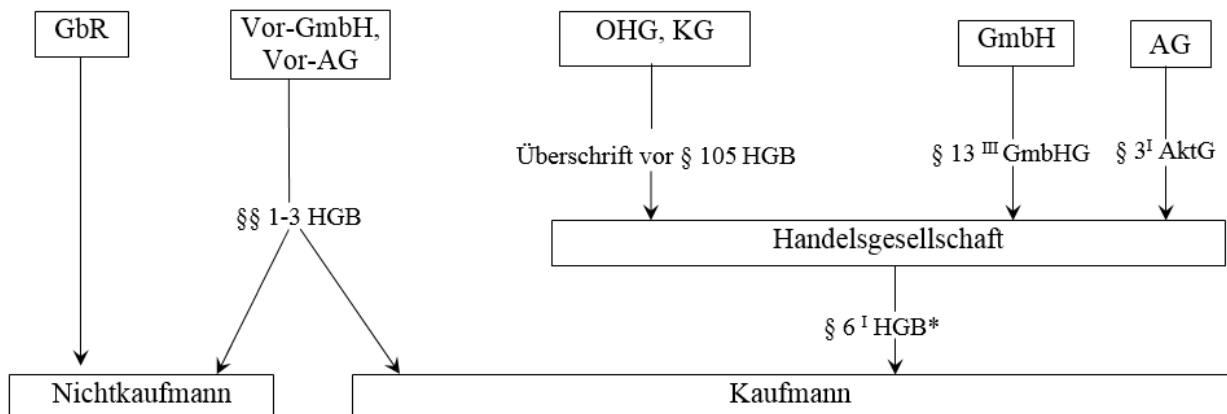 GbR
Vor-GmbH,
Vor-AG
OHG, KG
GmbH
AG
Überschrift vor § 105 HGB
§ 13 III GmbHG
§ 3I AktG
§§ 1-3 HGB
Handelsgesellschaft
§ 6 I HGB*
Nichtkaufmann
Kaufmann